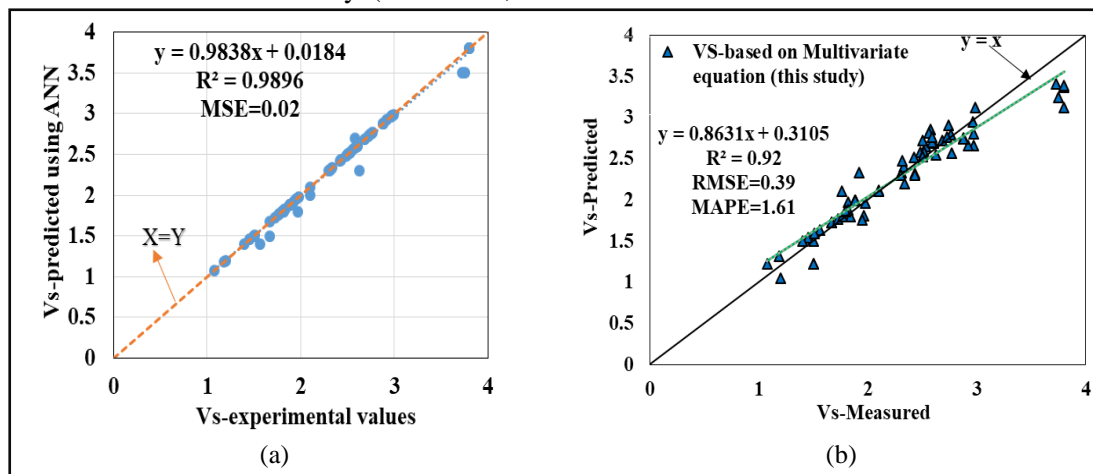 4
3.5
3
2.5
2
1.5
1
0.5
0
0
1
2
3
4
y = 0.9838x + 0.0184
R² = 0.9896
MSE=0.02
X=Y
Vs-predicted using ANN
Vs-experimental values
(a)
4
3.5
3
2.5
2
1.5
1
0.5
0
0
1
2
3
4
VS-based on Multivariate
equation (this study)
y = x
y = 0.8631x + 0.3105
R² = 0.92
RMSE=0.39
MAPE=1.61
Vs-Predicted
Vs-Measured
(b)